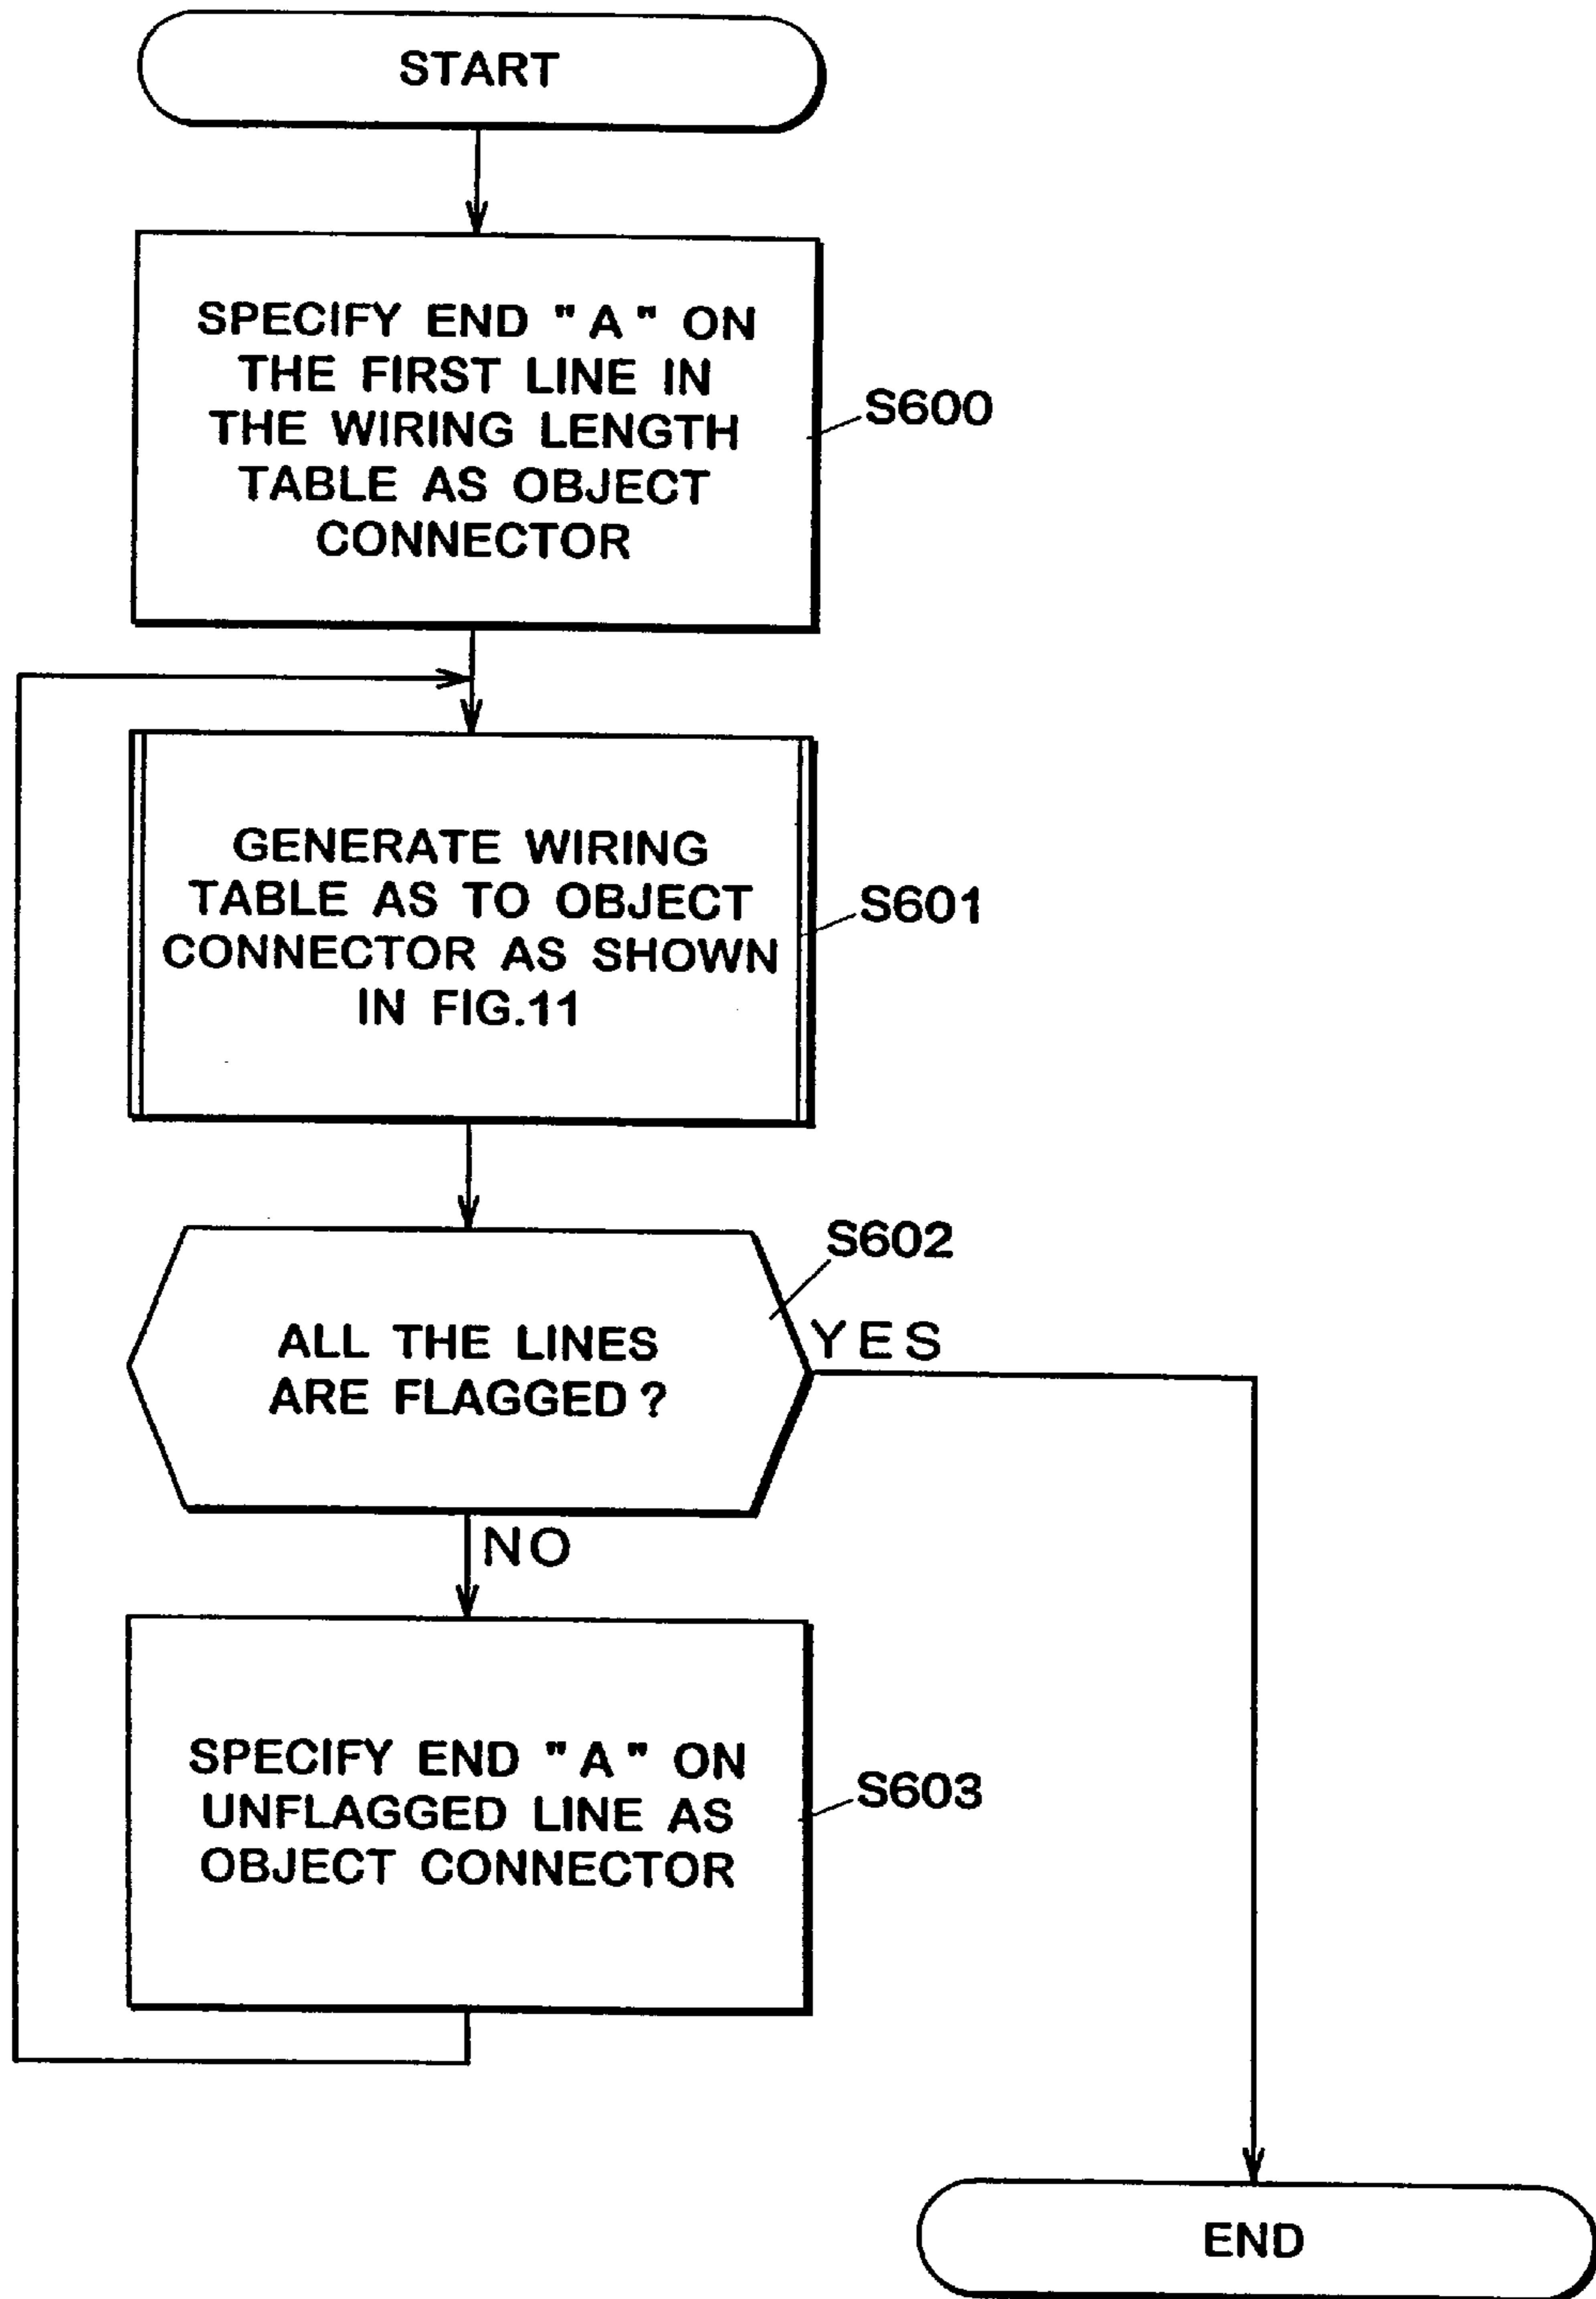 START
SPECIFY END "A" ON
THE FIRST LINE IN
THE WIRING LENGTH
TABLE AS OBJECT
CONNECTOR
S600
GENERATE WIRING
TABLE AS TO OBJECT
CONNECTOR AS SHOWN
IN FIG.11
S601
S602
ALL THE LINES
ARE FLAGGED?
YES
NO
SPECIFY END "A" ON
UNFLAGGED LINE AS
OBJECT CONNECTOR
S603
END